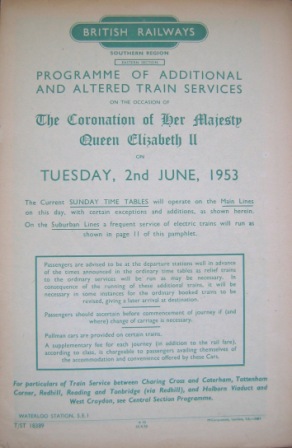 BRITISH RAILWAYS
SOUTHERN REGION
EASTERN SECTION
PROGRAMME OF ADDITIONAL
AND ALTERED TRAIN SERVICES
ON THE OCCASION OF
The Coronation of Her Majesty
Queen Elizabeth II
ON
TUESDAY, 2nd JUNE, 1953
The Current SUNDAY TIME TABLES will operate on the Main Lines
on this day, with certain exceptions and additions, as shown herein.
On the Suburban Lines a frequent service of electric trains will run as
shown in page 11 of this pamphlet.
Passengers are advised to be at the departure stations well in advance
of the times announced in the ordinary time tables as relief trains
to the ordinary services will be run as may be necessary. In
consequence of the running of these additional trains, it will be
necessary in some instances for the ordinary booked trains to be
revised, giving a later arrival at destination.
Passengers should ascertain before commencement of journey if (and
where) change of carriage is necessary.
Pullman cars are provided on certain trains.
A supplementary fee for each journey (in addition to the rail fare),
according to class, is chargeable to passengers availing themselves of
the accommodation and convenience afforded by these Cars.
For particulars of Train Service between Charing Cross and Caterham, Tattenham
Corner, Redhill, Reading and Tonbridge (via Redhill), and Holborn Viaduct and
West Croydon, see Central Section Programme.
WATERLOO STATION, S.E.1.